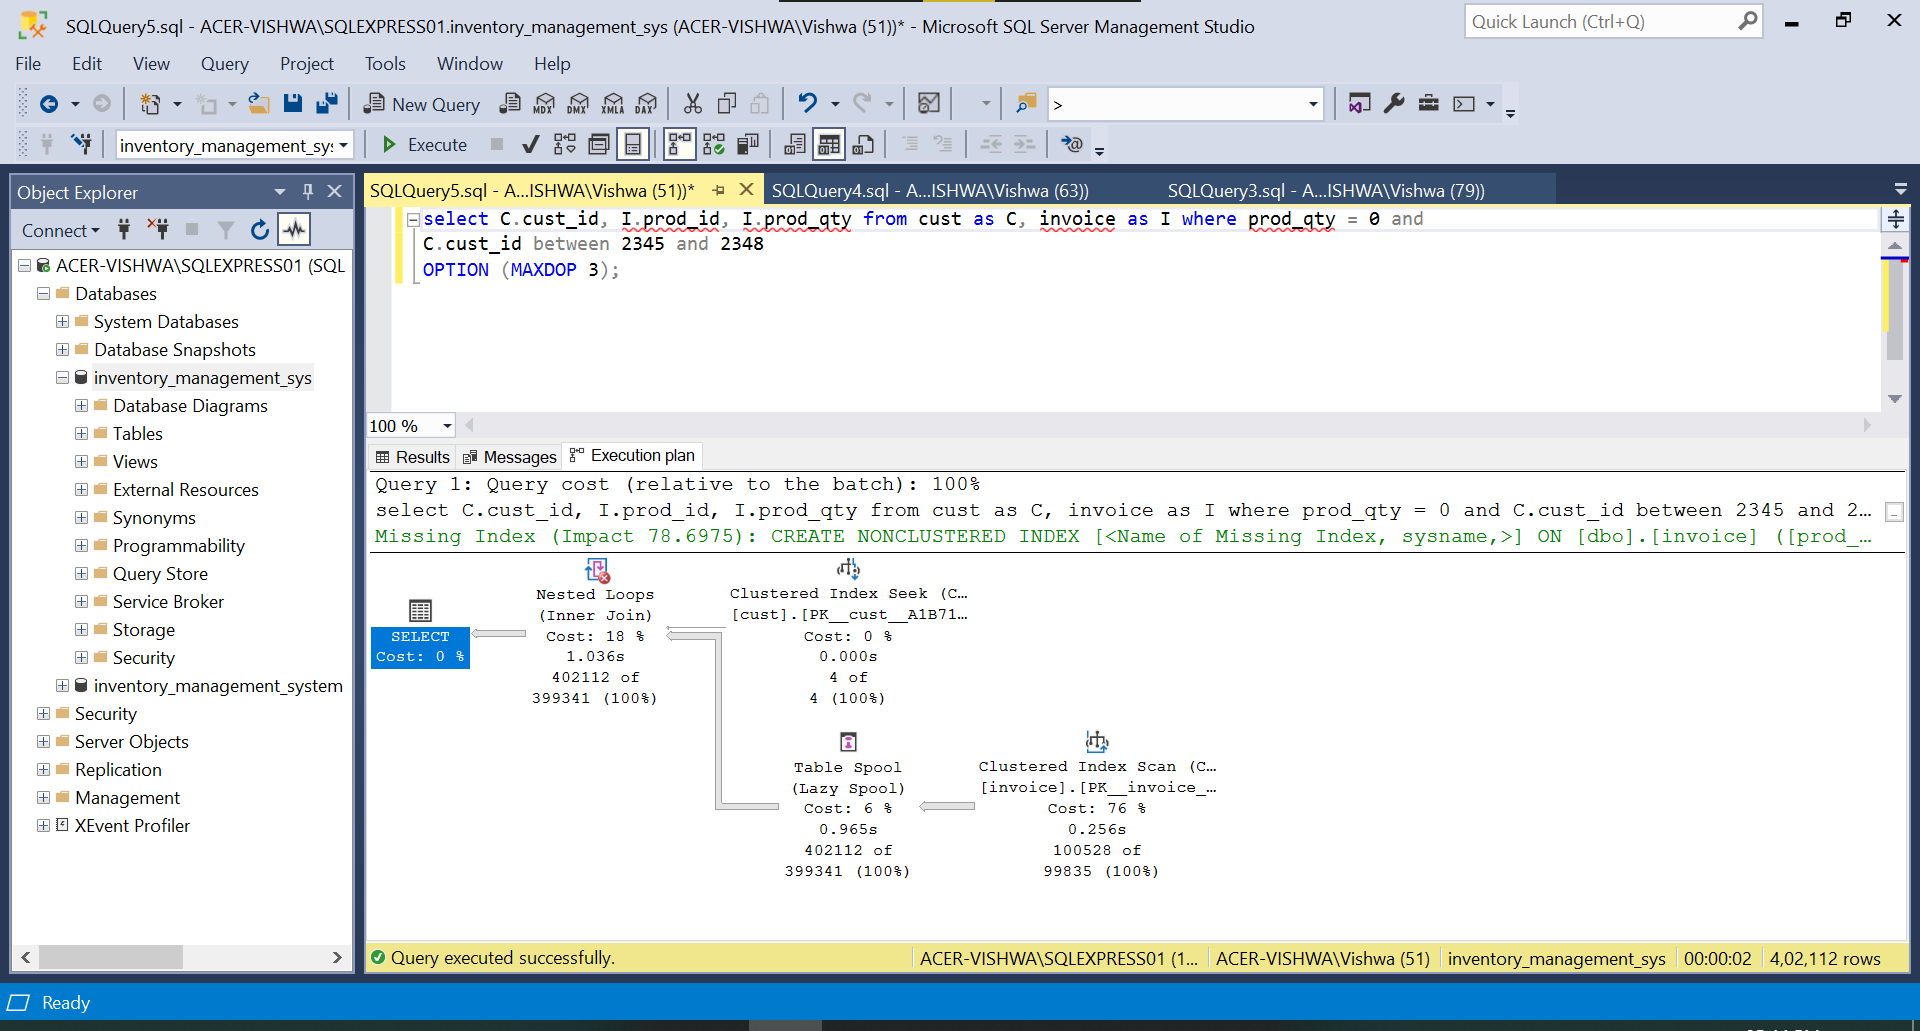 SQLQuery5.sql - ACER-VISHWA\SQLEXPRESS01.inventory_management_sys (ACER-VISHWA\Vishwa (51))* - Microsoft SQL Server Management Studio
Quick Launch (Ctrl+Q)
File Edit View Query Project Tools Window Help
New Query MDX DMX XMLA DAX >
inventory_management_sys Execute
Object Explorer
SQLQuery5.sql - A...ISHWA\Vishwa (51))* SQLQuery4.sql - A...ISHWA\Vishwa (63)) SQLQuery3.sql - A...ISHWA\Vishwa (79))
Connect
ACER-VISHWA\SQLEXPRESS01 (SQL
Databases
System Databases
Database Snapshots
inventory_management_sys
Database Diagrams
Tables
Views
External Resources
Synonyms
Programmability
Query Store
Service Broker
Storage
Security
inventory_management_system
Security
Server Objects
Replication
Management
XEvent Profiler
select C.cust_id, I.prod_id, I.prod_qty from cust as C, invoice as I where prod_qty = 0 and
C.cust_id between 2345 and 2348
OPTION (MAXDOP 3);
100 %
Results Messages Execution plan
Query 1: Query cost (relative to the batch): 100%
select C.cust_id, I.prod_id, I.prod_qty from cust as C, invoice as I where prod_qty = 0 and C.cust_id between 2345 and 2...
Missing Index (Impact 78.6975): CREATE NONCLUSTERED INDEX [<Name of Missing Index, sysname,>] ON [dbo].[invoice] ([prod_...
SELECT
Cost: 0 %
Nested Loops
(Inner Join)
Cost: 18 %
1.036s
402112 of
399341 (100%)
Clustered Index Seek (C...
[cust].[PK__cust__A1B71...
Cost: 0 %
0.000s
4 of
4 (100%)
Table Spool
(Lazy Spool)
Cost: 6 %
0.965s
402112 of
399341 (100%)
Clustered Index Scan (C...
[invoice].[PK__invoice_...
Cost: 76 %
0.256s
100528 of
99835 (100%)
Query executed successfully.
ACER-VISHWA\SQLEXPRESS01 (1... ACER-VISHWA\Vishwa (51) inventory_management_sys 00:00:02 4,02,112 rows
Ready